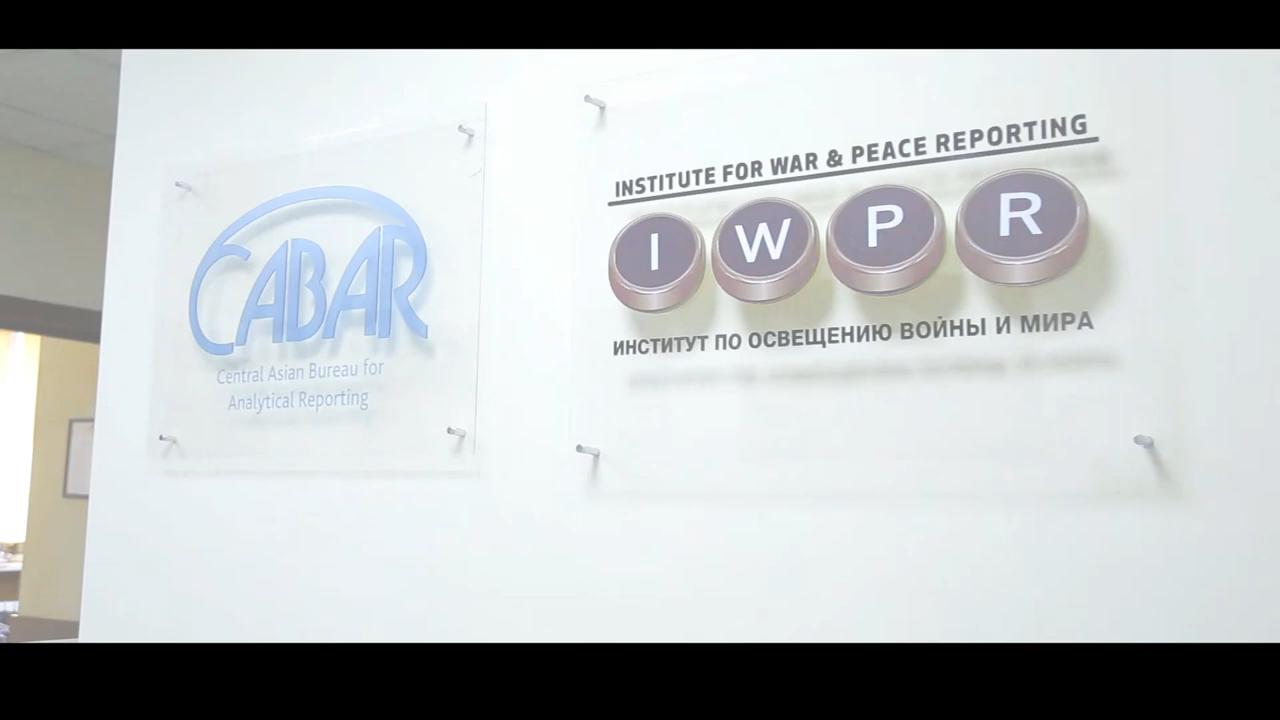 CABAR
Central Asian Bureau for
Analytical Reporting
INSTITUTE FOR WAR & PEACE REPORTING
I W P R
ИНСТИТУТ ПО ОСВЕЩЕНИЮ ВОЙНЫ И МИРА